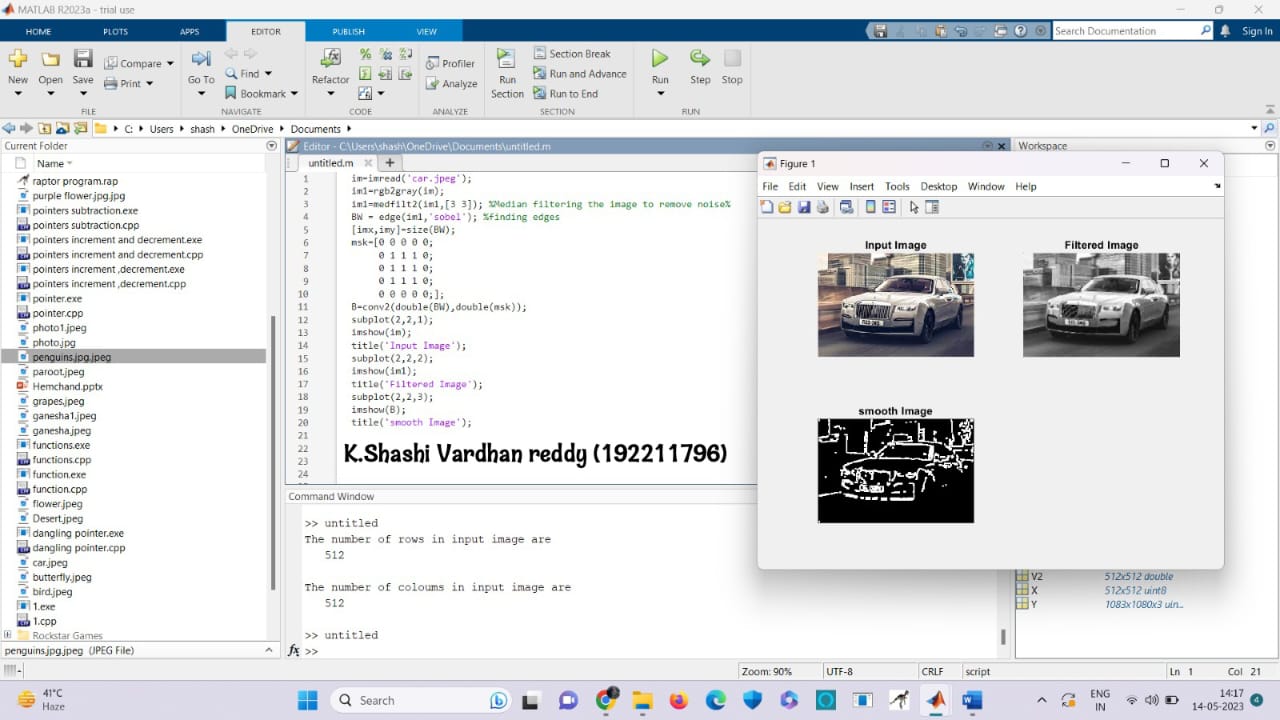 MATLAB R2023a - trial use
HOME PLOTS APPS EDITOR PUBLISH VIEW Search Documentation Sign In
New Open Save Compare Print Go To Find Bookmark Refactor Profiler Analyze Run Section Section Break Run and Advance Run to End Run Step Stop
FILE NAVIGATE CODE ANALYZE SECTION RUN
C: Users shash OneDrive Documents
Current Folder
Name
raptor program.rap
purple flower.jpg.jpg
pointers subtraction.exe
pointers subtraction.cpp
pointers increment and decrement.exe
pointers increment and decrement.cpp
pointers increment ,decrement.exe
pointers increment ,decrement.cpp
pointer.exe
pointer.cpp
photo1.jpeg
photo.jpg
penguins.jpg.jpeg
paroot.jpeg
Hemchand.pptx
grapes.jpeg
ganesha1.jpeg
ganesha.jpeg
functions.exe
functions.cpp
function.exe
function.cpp
flower.jpeg
Desert.jpeg
dangling pointer.exe
dangling pointer.cpp
car.jpeg
butterfly.jpeg
bird.jpeg
1.exe
1.cpp
Rockstar Games
penguins.jpg.jpeg (JPEG File)
Editor - C:\Users\shash\OneDrive\Documents\untitled.m
untitled.m
1 im=imread('car.jpeg');
2 im1=rgb2gray(im);
3 im1=medfilt2(im1,[3 3]); %Median filtering the image to remove noise%
4 BW = edge(im1,'sobel'); %finding edges
5 [imx,imy]=size(BW);
6 msk=[0 0 0 0 0;
7 0 1 1 1 0;
8 0 1 1 1 0;
9 0 1 1 1 0;
10 0 0 0 0 0;];
11 B=conv2(double(BW),double(msk));
12 subplot(2,2,1);
13 imshow(im);
14 title('Input Image');
15 subplot(2,2,2);
16 imshow(im1);
17 title('Filtered Image');
18 subplot(2,2,3);
19 imshow(B);
20 title('smooth Image');
21
22
23
24
K.Shashi Vardhan reddy (192211796)
Command Window
>> untitled
The number of rows in input image are
512
The number of coloums in input image are
512
>> untitled
fx >>
Workspace
Figure 1
File Edit View Insert Tools Desktop Window Help
Input Image
Filtered Image
smooth Image
V2 512x512 double
X 512x512 uint8
Y 1083x1080x3 uin...
Zoom: 90% UTF-8 CRLF script Ln 1 Col 21
41°C
Haze
Search
ENG
IN
14:17
14-05-2023
4